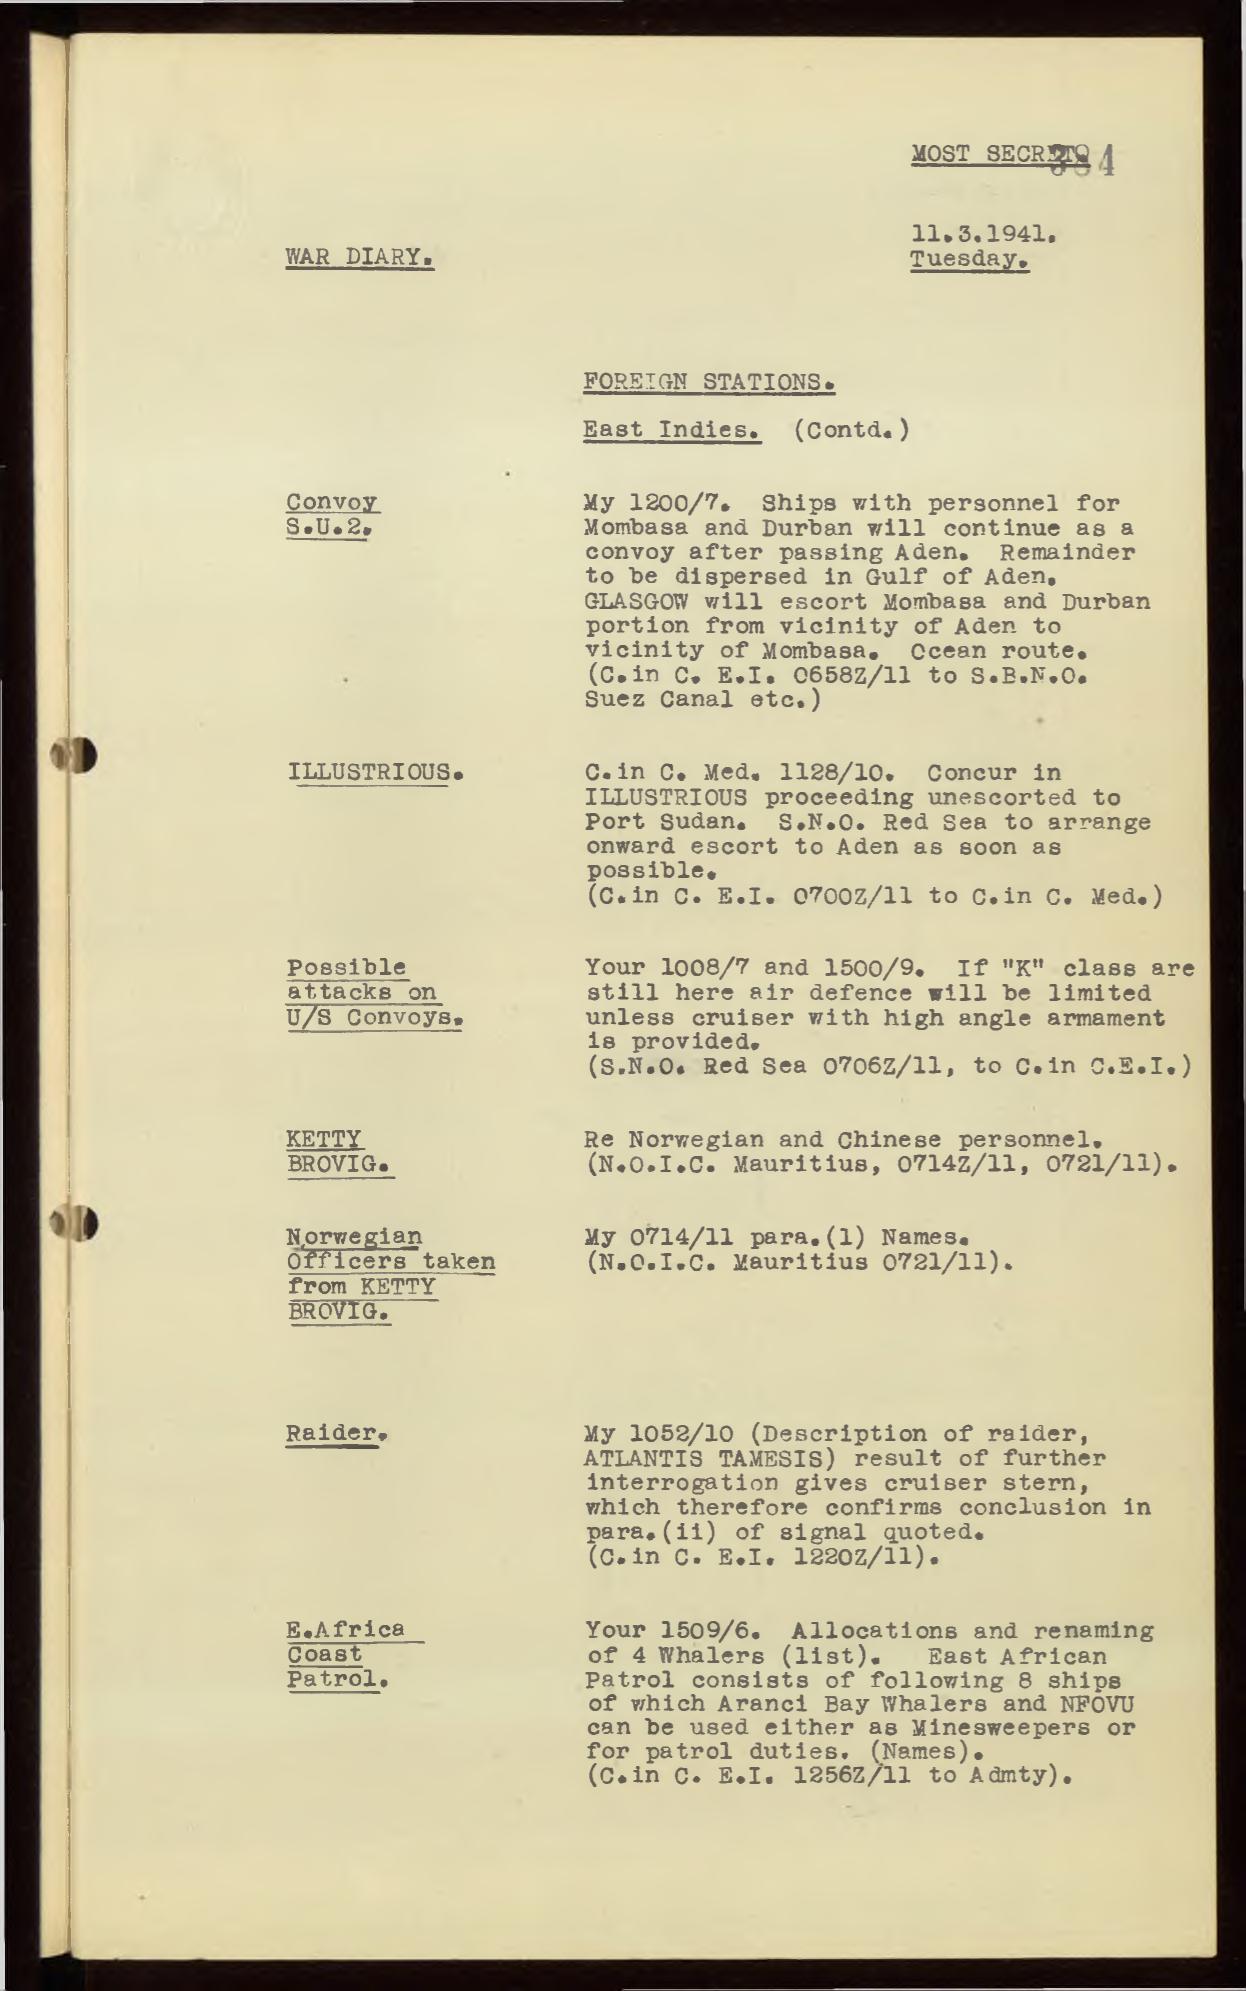 MOST SECRET.
11.3.1941.
WAR DIARY.
Tuesday.
FOREIGN STATIONS.
East Indies. (Contd.)
Convoy
S.U.2.
My 1200/7. Ships with personnel for
Mombasa and Durban will continue as a
convoy after passing Aden. Remainder
to be dispersed in Gulf of Aden.
GLASGOW will escort Mombasa and Durban
portion from vicinity of Aden to
vicinity of Mombasa. Ocean route.
(C.in C. E.I. 0658Z/11 to S.B.N.O.
Suez Canal etc.)
ILLUSTRIOUS.
C.in C. Med. 1128/10. Concur in
ILLUSTRIOUS proceeding unescorted to
Port Sudan. S.N.O. Red Sea to arrange
onward escort to Aden as soon as
possible.
(C.in C. E.I. 0700Z/11 to C.in C. Med.)
Possible
attacks on
U/S Convoys.
Your 1008/7 and 1500/9. If "K" class are
still here air defence will be limited
unless cruiser with high angle armament
is provided.
(S.N.O. Red Sea 0706Z/11, to C.in C.E.I.)
KETTY
BROVIG.
Re Norwegian and Chinese personnel.
(N.O.I.C. Mauritius, 0714Z/11, 0721/11).
Norwegian
Officers taken
from KETTY
BROVIG.
My 0714/11 para.(1) Names.
(N.O.I.C. Mauritius 0721/11).
Raider.
My 1052/10 (Description of raider,
ATLANTIS TAMESIS) result of further
interrogation gives cruiser stern,
which therefore confirms conclusion in
para.(ii) of signal quoted.
(C.in C. E.I. 1220Z/11).
E.Africa
Coast
Patrol.
Your 1509/6. Allocations and renaming
of 4 Whalers (list). East African
Patrol consists of following 8 ships
of which Aranci Bay Whalers and NFOVU
can be used either as Minesweepers or
for patrol duties. (Names).
(C.in C. E.I. 1256Z/11 to Admty).